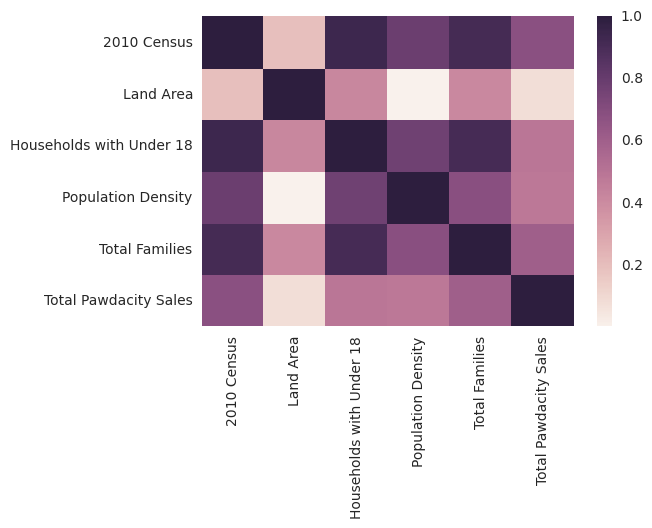 2010 Census
Land Area
Households with Under 18
Population Density
Total Families
Total Pawdacity Sales
1.0
0.8
0.6
0.4
0.2
2010 Census
Land Area
Households with Under 18
Population Density
Total Families
Total Pawdacity Sales